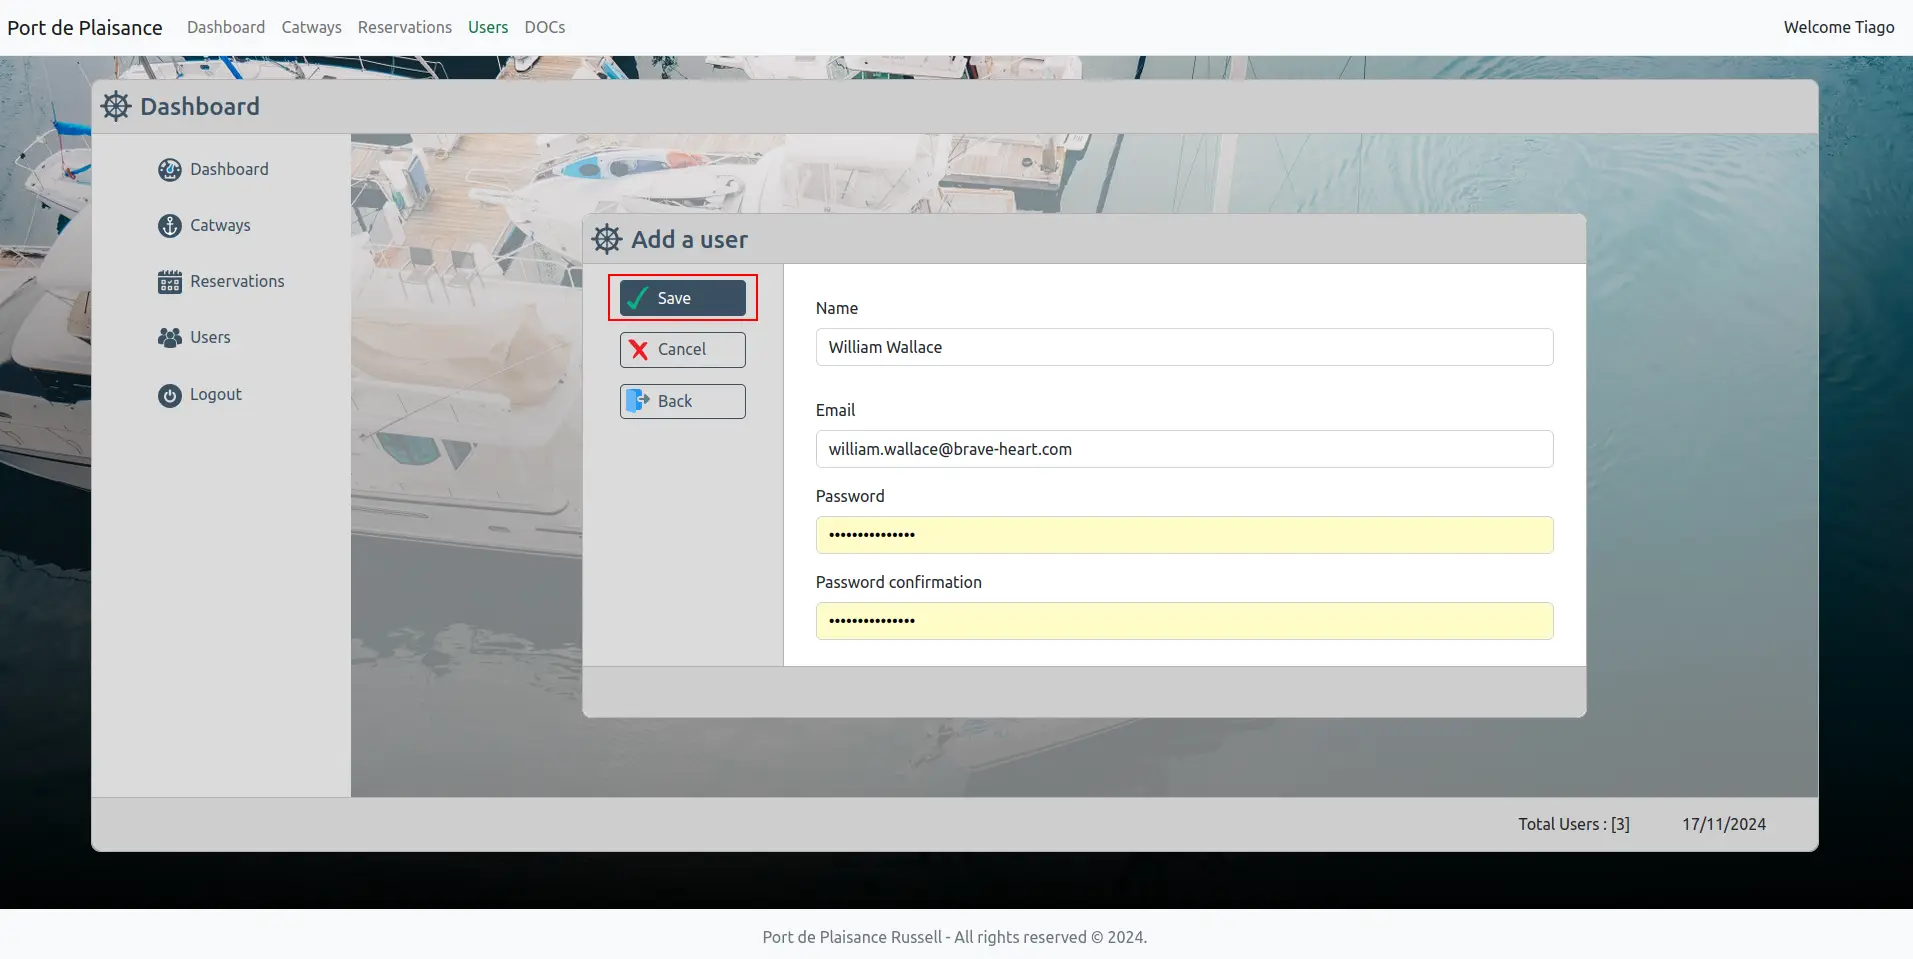 Port de Plaisance Dashboard Catways Reservations Users DOCs Welcome Tiago
Dashboard
Dashboard
Catways
Reservations
Users
Logout
Add a user
Save
Cancel
Back
Name
William Wallace
Email
william.wallace@brave-heart.com
Password
•••••••••••••••
Password confirmation
•••••••••••••••
Total Users : [3] 17/11/2024
Port de Plaisance Russell - All rights reserved © 2024.